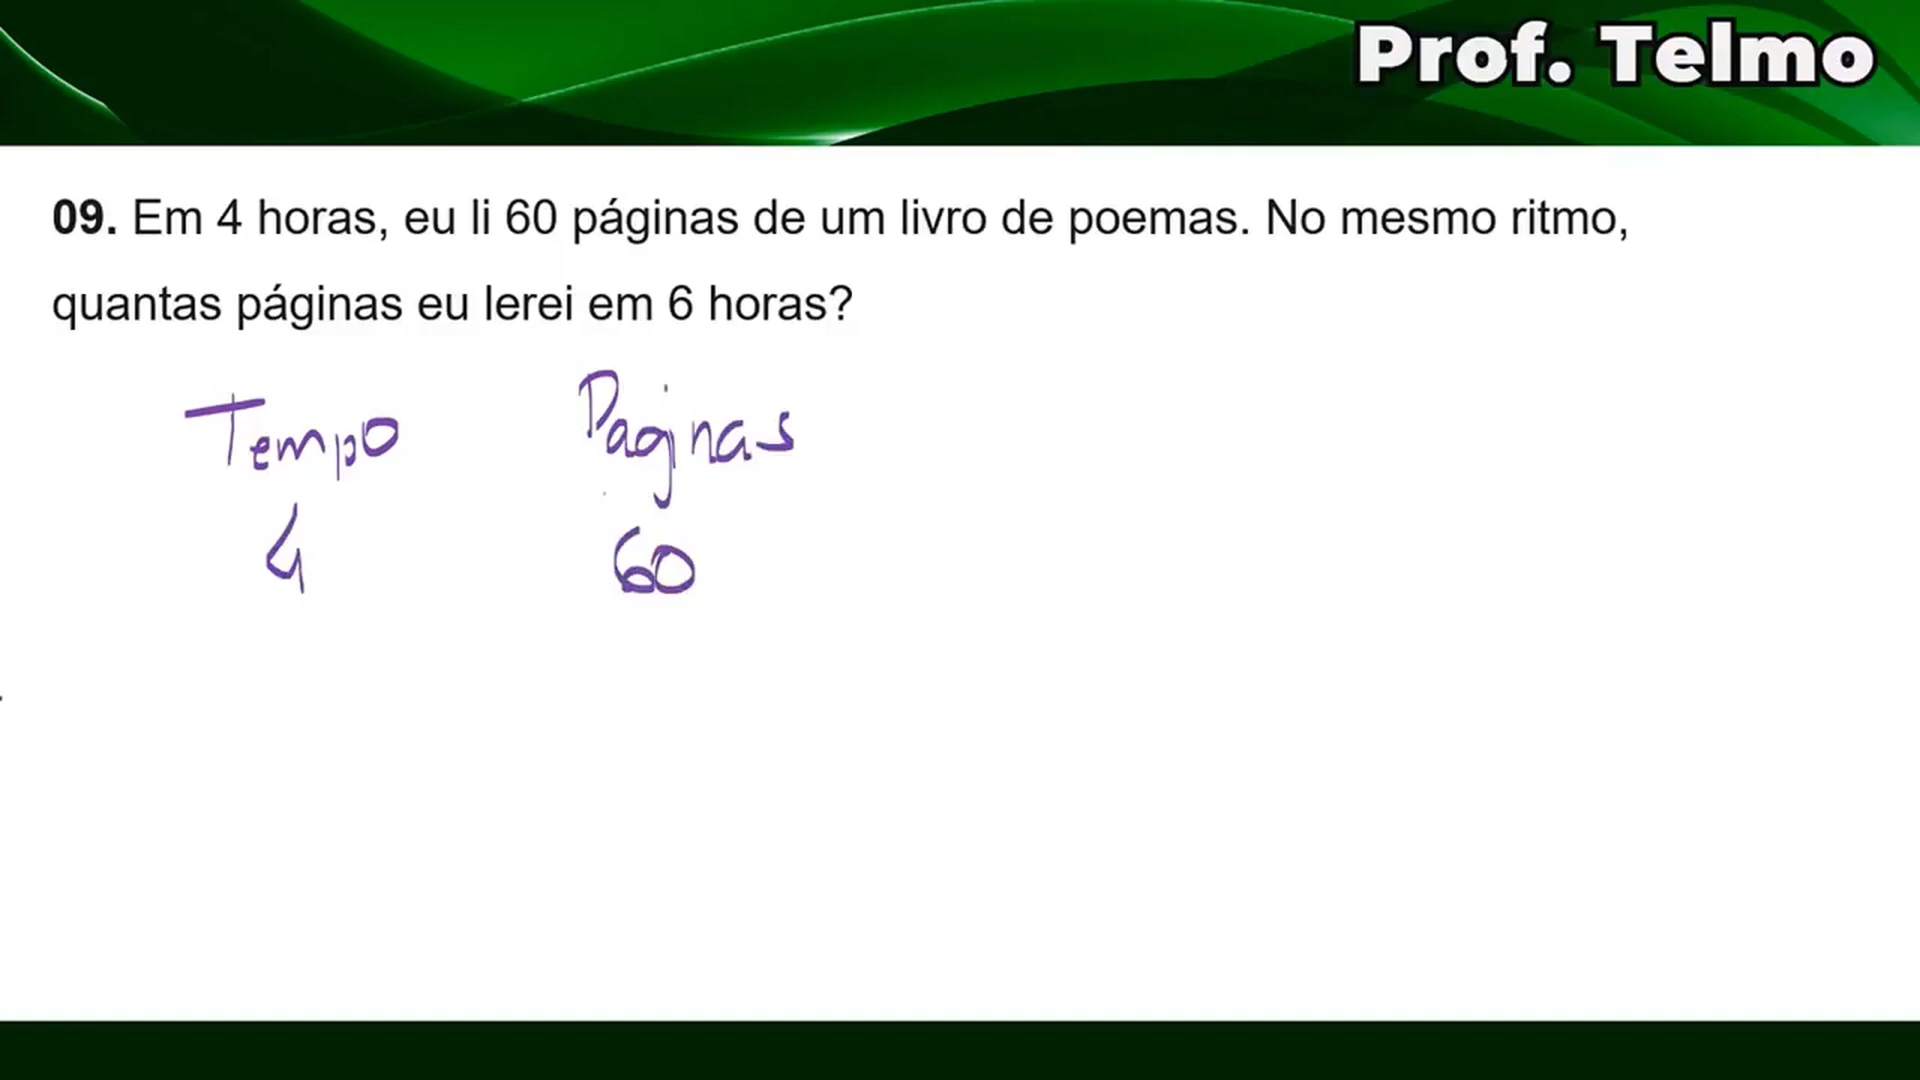 Prof. Telmo
09. Em 4 horas, eu li 60 páginas de um livro de poemas. No mesmo ritmo,
quantas páginas eu lerei em 6 horas?
Tempo Paginas
4 60